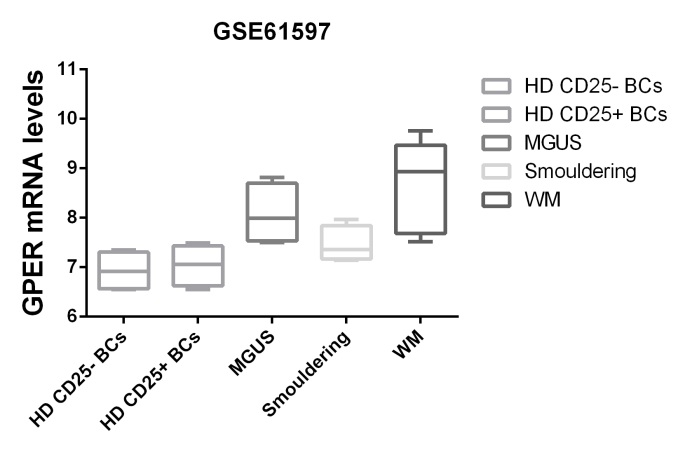 GSE61597
GPER mRNA levels
11
10
9
8
7
6
HD CD25- BCs
HD CD25+ BCs
MGUS
Smouldering
WM
HD CD25- BCs
HD CD25+ BCs
MGUS
Smouldering
WM